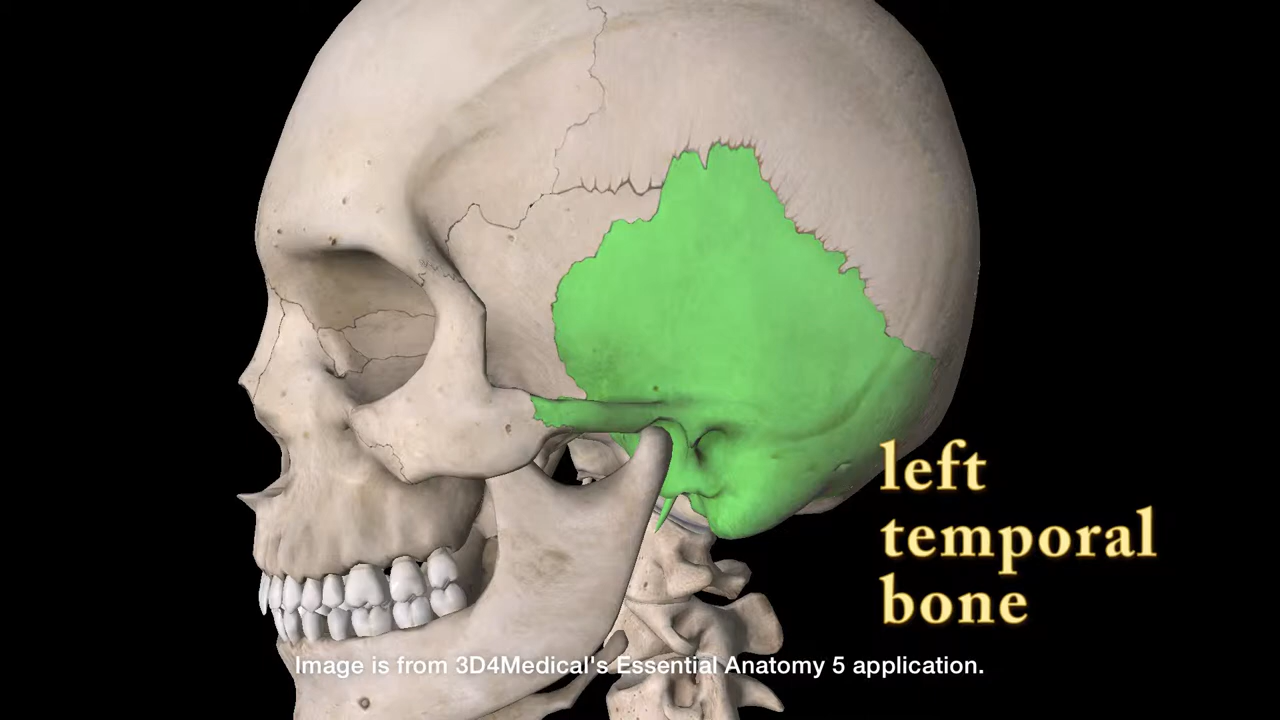 left
temporal
bone
Image is from 3D4Medical's Essential Anatomy 5 application.